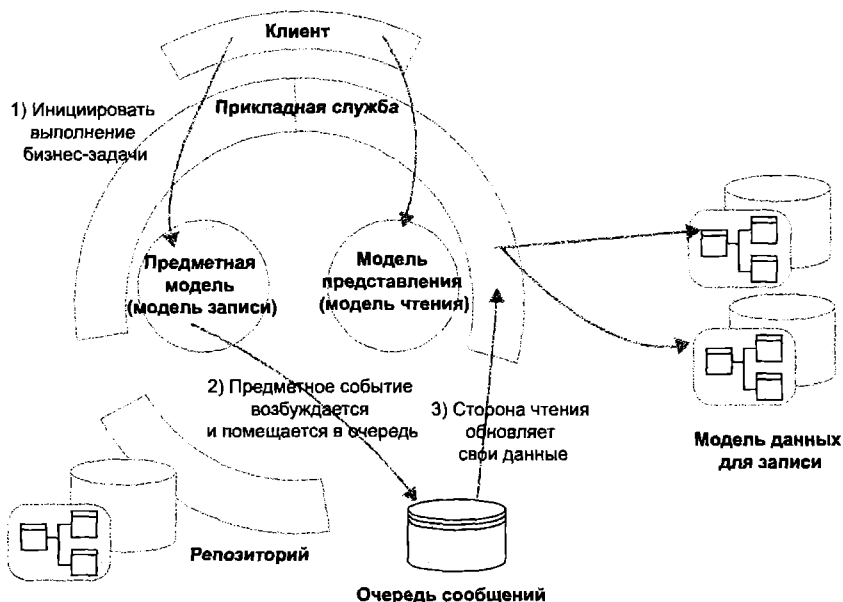 Клиент
Прикладная служба
1) Инициировать
выполнение
бизнес-задачи
Предметная
модель
(модель записи)
Модель
представления
(модель чтения)
2) Предметное событие
возбуждается
и помещается в очередь
3) Сторона чтения
обновляет
свои данные
Модель данных
для записи
Репозиторий
Очередь сообщений